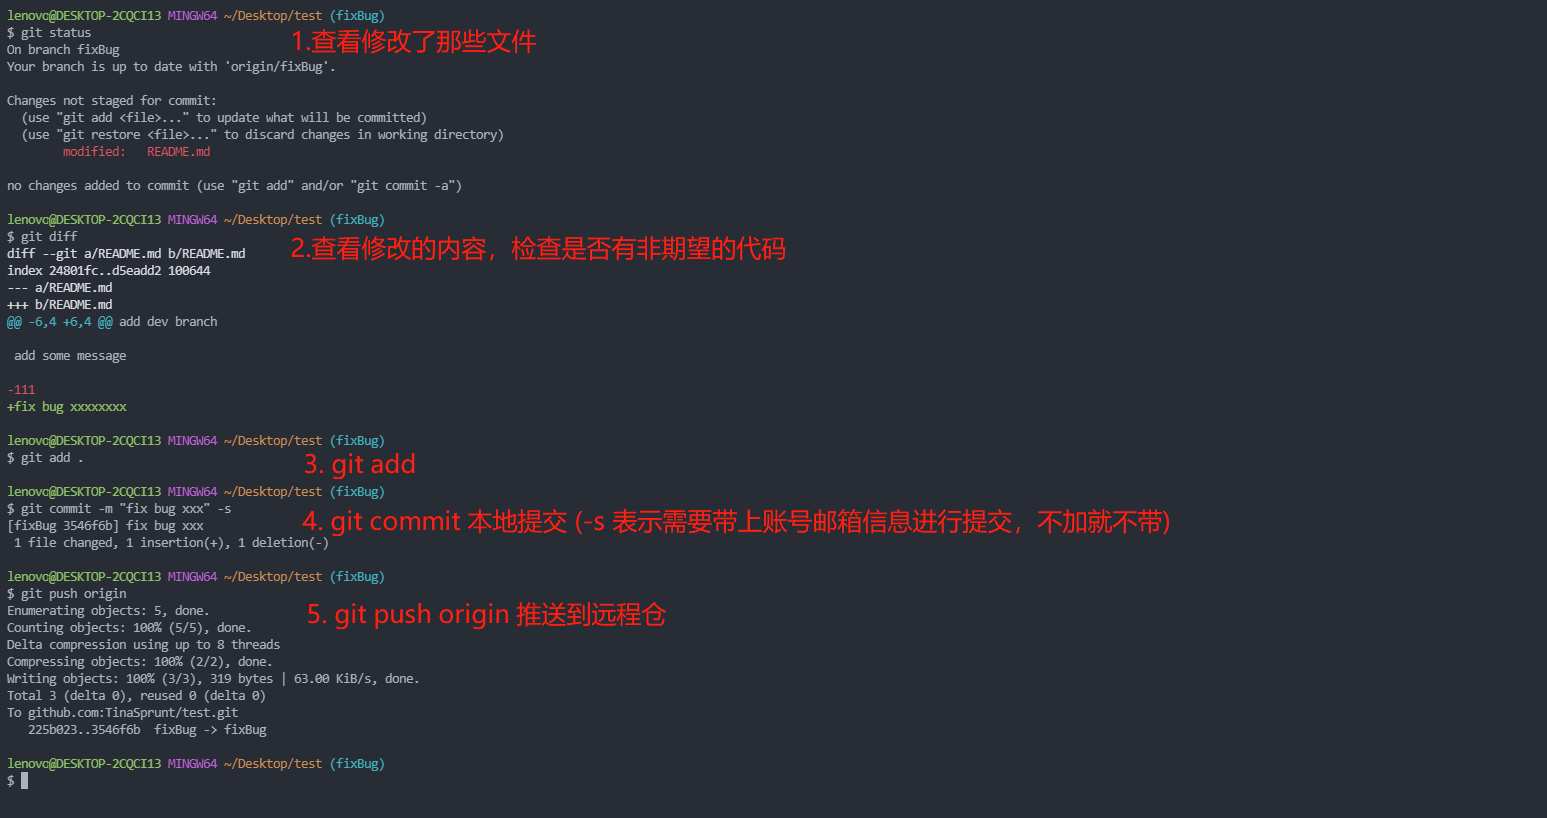 lenovo@DESKTOP-2CQCI13 MINGW64 ~/Desktop/test (fixBug)
$ git status
1.查看修改了那些文件
On branch fixBug
Your branch is up to date with 'origin/fixBug'.
Changes not staged for commit:
(use "git add <file>..." to update what will be committed)
(use "git restore <file>..." to discard changes in working directory)
modified: README.md
no changes added to commit (use "git add" and/or "git commit -a")
lenovo@DESKTOP-2CQCI13 MINGW64 ~/Desktop/test (fixBug)
$ git diff
2.查看修改的内容，检查是否有非期望的代码
diff --git a/README.md b/README.md
index 24801fc..d5eadd2 100644
--- a/README.md
+++ b/README.md
@@ -6,4 +6,4 @@ add dev branch
add some message
-111
+fix bug xxxxxxxx
lenovo@DESKTOP-2CQCI13 MINGW64 ~/Desktop/test (fixBug)
$ git add .
3. git add
lenovo@DESKTOP-2CQCI13 MINGW64 ~/Desktop/test (fixBug)
$ git commit -m "fix bug xxx" -s
4. git commit 本地提交 (-s 表示需要带上账号邮箱信息进行提交，不加就不带)
[fixBug 3546f6b] fix bug xxx
1 file changed, 1 insertion(+), 1 deletion(-)
lenovo@DESKTOP-2CQCI13 MINGW64 ~/Desktop/test (fixBug)
$ git push origin
5. git push origin 推送到远程仓
Enumerating objects: 5, done.
Counting objects: 100% (5/5), done.
Delta compression using up to 8 threads
Compressing objects: 100% (2/2), done.
Writing objects: 100% (3/3), 319 bytes | 63.00 KiB/s, done.
Total 3 (delta 0), reused 0 (delta 0)
To github.com:TinaSprunt/test.git
225b023..3546f6b fixBug -> fixBug
lenovo@DESKTOP-2CQCI13 MINGW64 ~/Desktop/test (fixBug)
$